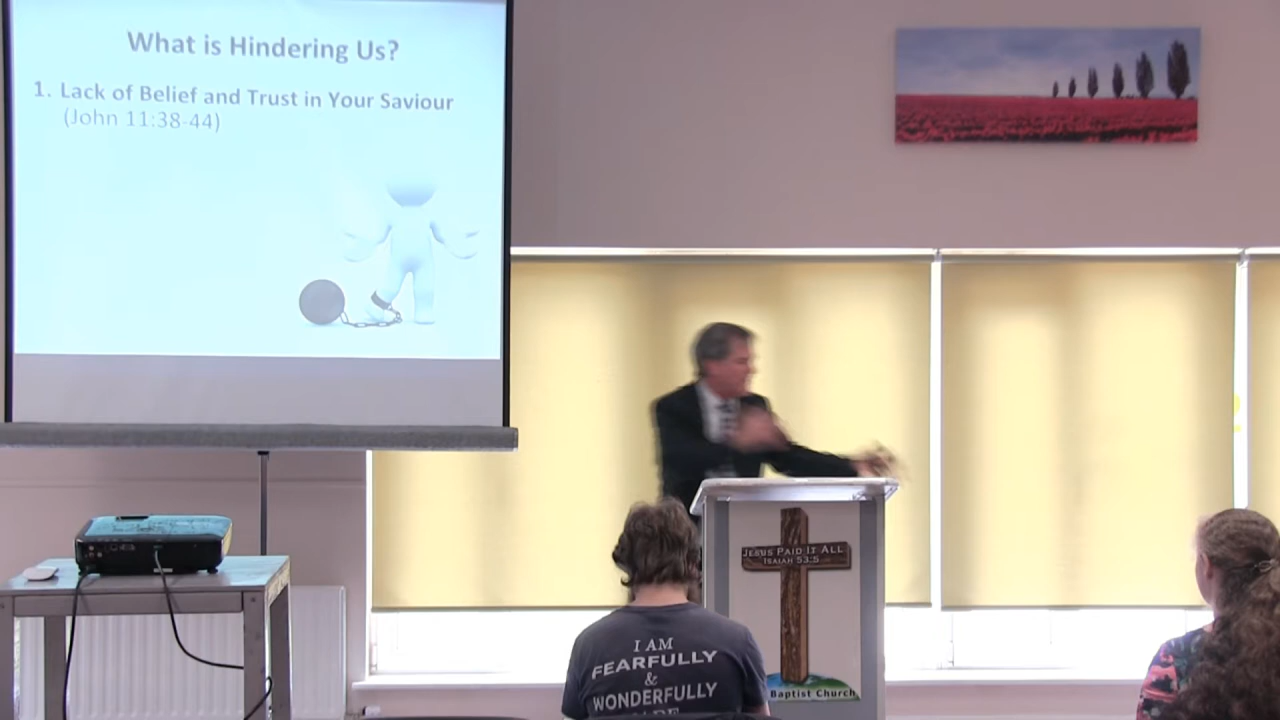 What is Hindering Us?
1. Lack of Belief and Trust in Your Saviour
(John 11:38-44)
JESUS PAID IT ALL
ISAIAH 53:5
Baptist Church
I AM
FEARFULLY
&
WONDERFULLY